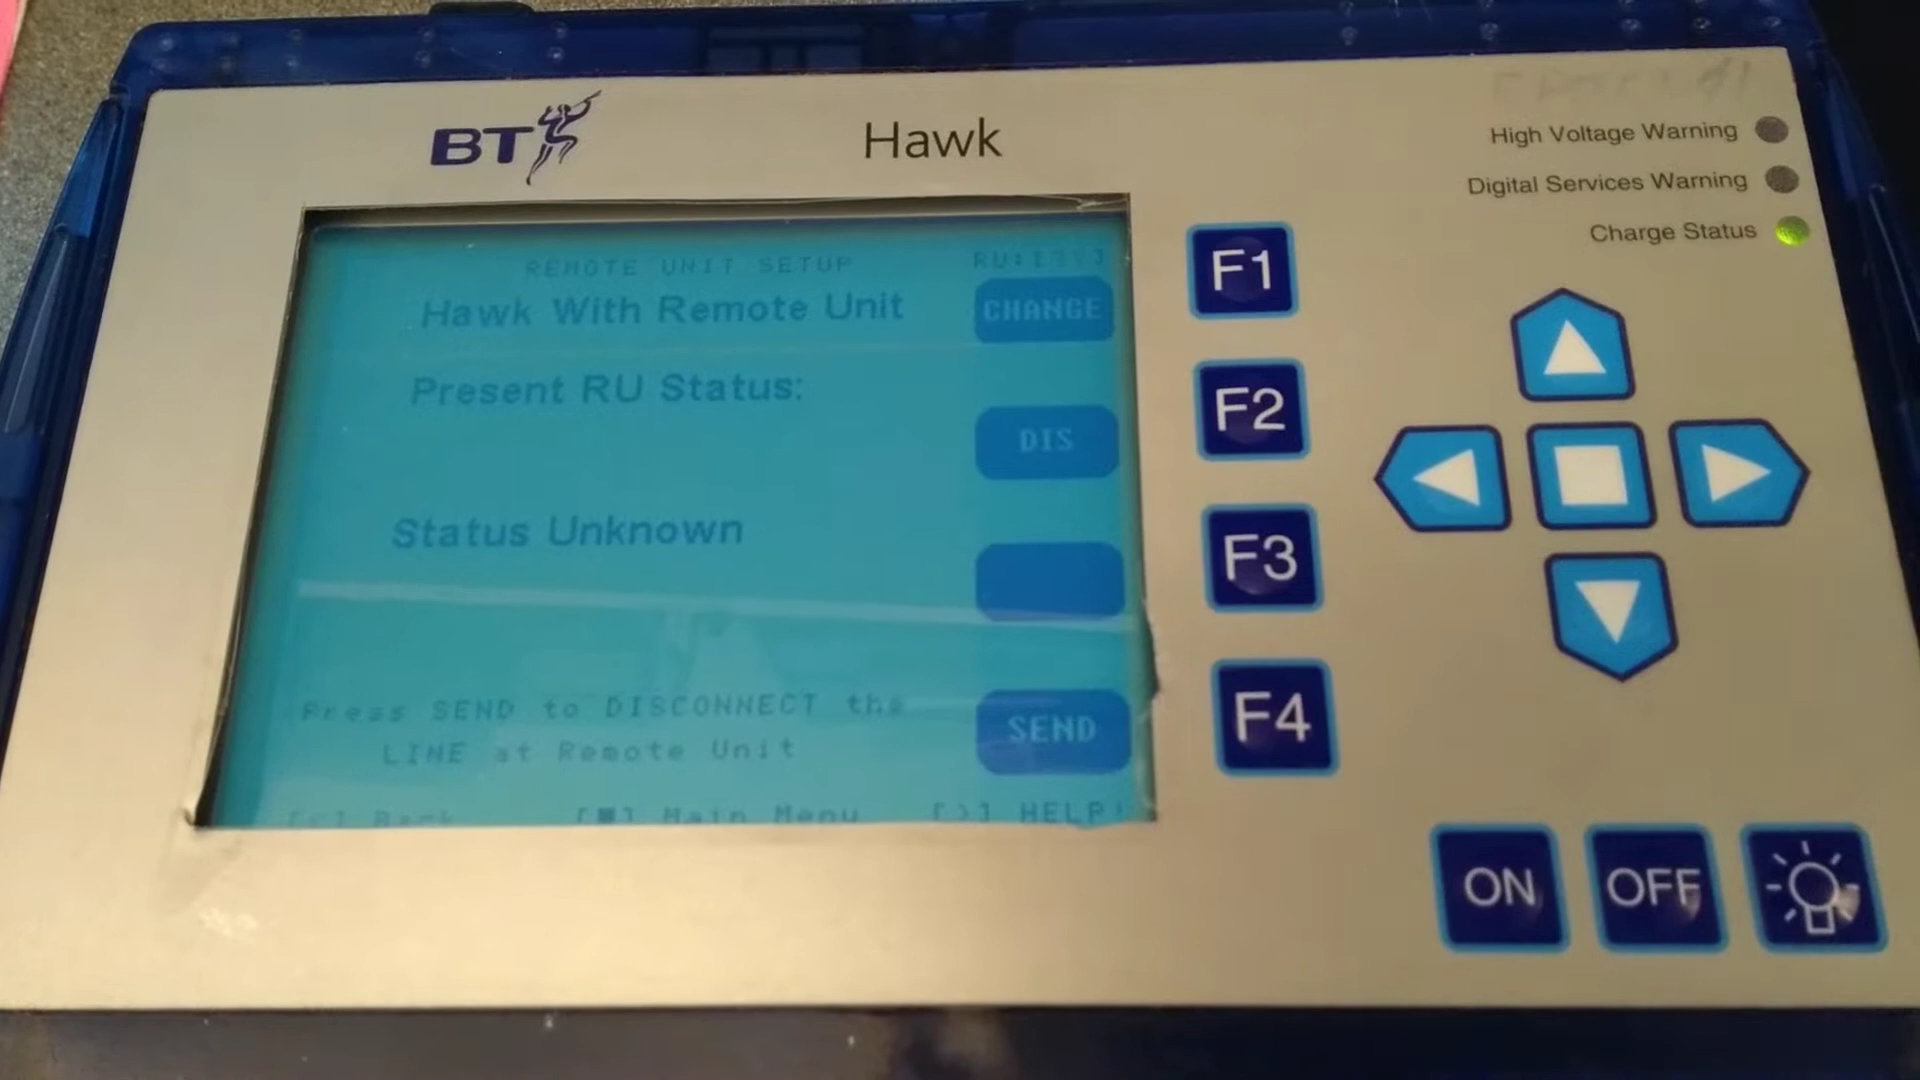 BT
Hawk
High Voltage Warning
Digital Services Warning
Charge Status
REMOTE UNIT SETUP RU:
Hawk With Remote Unit
CHANGE
Present RU Status:
DIS
Status Unknown
Press SEND to DISCONNECT the
LINE at Remote Unit
SEND
[<] Back [■] Main Menu [>] HELP!
F1
F2
F3
F4
ON
OFF